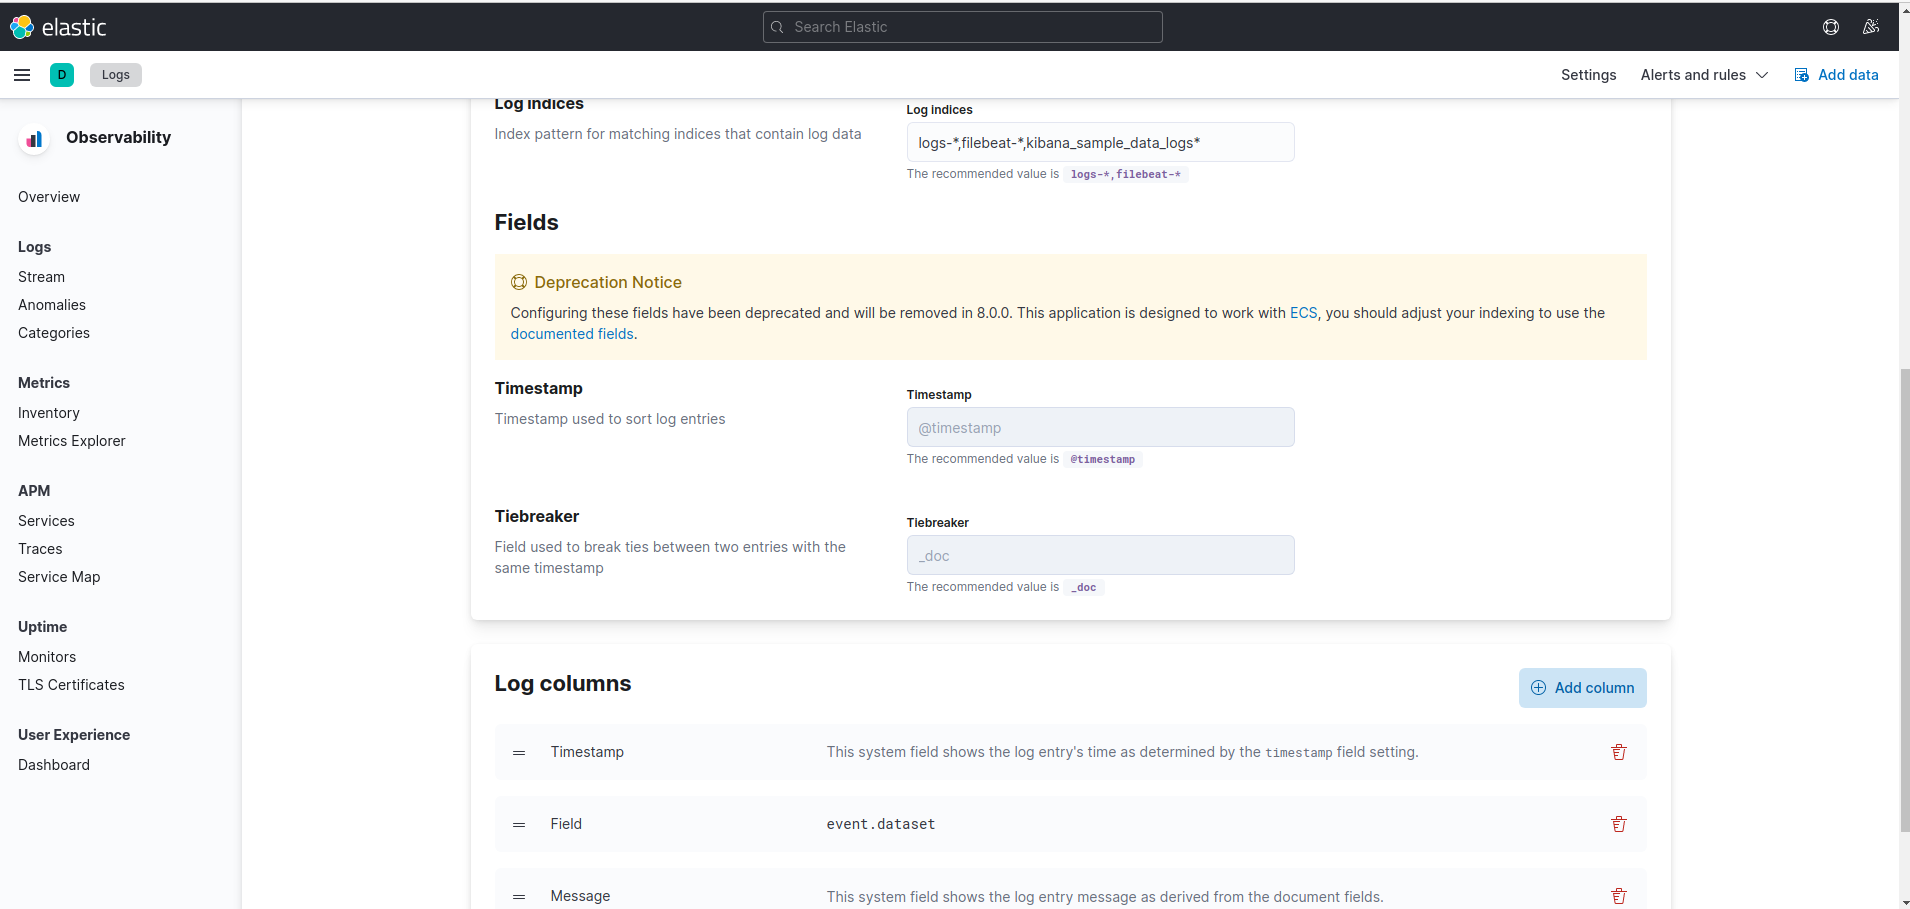 elastic
Search Elastic
D
Logs
Settings
Alerts and rules
Add data
Observability
Overview
Logs
Stream
Anomalies
Categories
Metrics
Inventory
Metrics Explorer
APM
Services
Traces
Service Map
Uptime
Monitors
TLS Certificates
User Experience
Dashboard
Log indices
Index pattern for matching indices that contain log data
Log indices
logs-*,filebeat-*,kibana_sample_data_logs*
The recommended value is logs-*,filebeat-*
Fields
Deprecation Notice
Configuring these fields have been deprecated and will be removed in 8.0.0. This application is designed to work with ECS, you should adjust your indexing to use the
documented fields.
Timestamp
Timestamp used to sort log entries
Timestamp
@timestamp
The recommended value is @timestamp
Tiebreaker
Field used to break ties between two entries with the
same timestamp
Tiebreaker
_doc
The recommended value is _doc
Log columns
Add column
Timestamp
This system field shows the log entry's time as determined by the timestamp field setting.
Field
event.dataset
Message
This system field shows the log entry message as derived from the document fields.